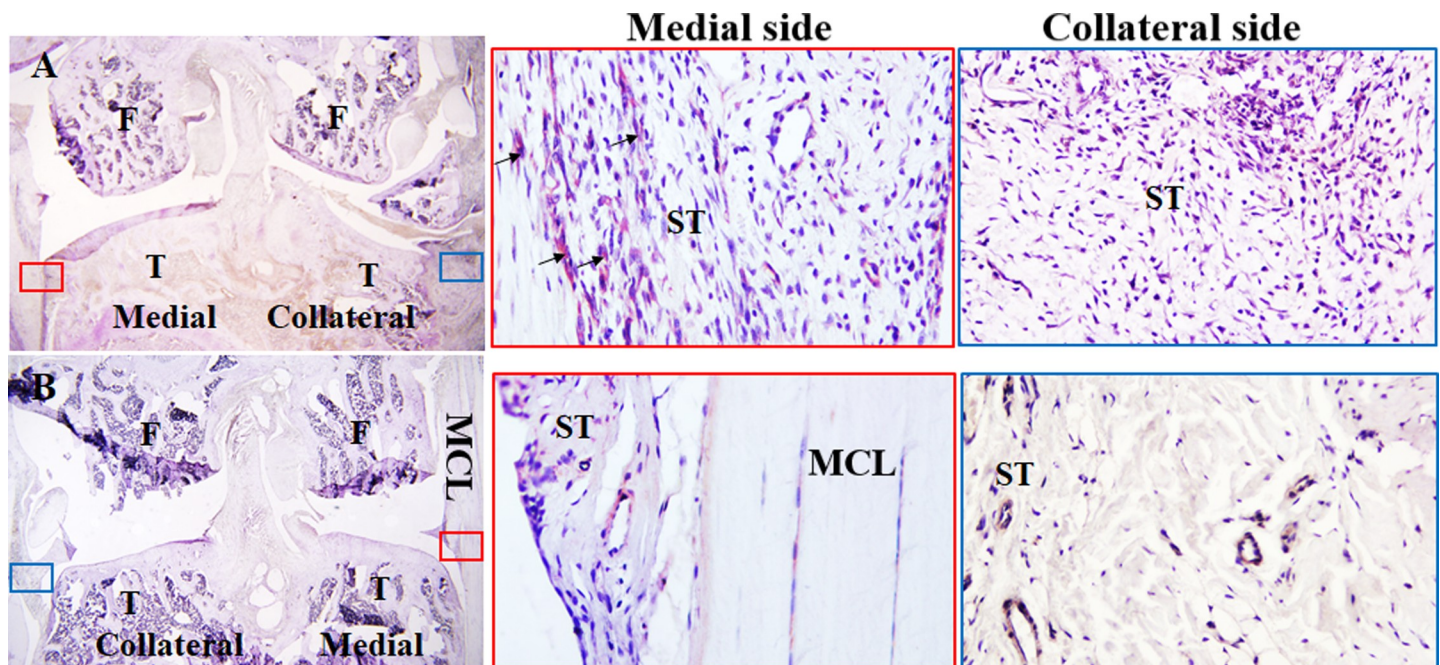 Medial side
Collateral side
A
F
F
T
T
Medial
Collateral
ST
ST
B
F
F
MCL
T
T
Collateral
Medial
ST
MCL
ST